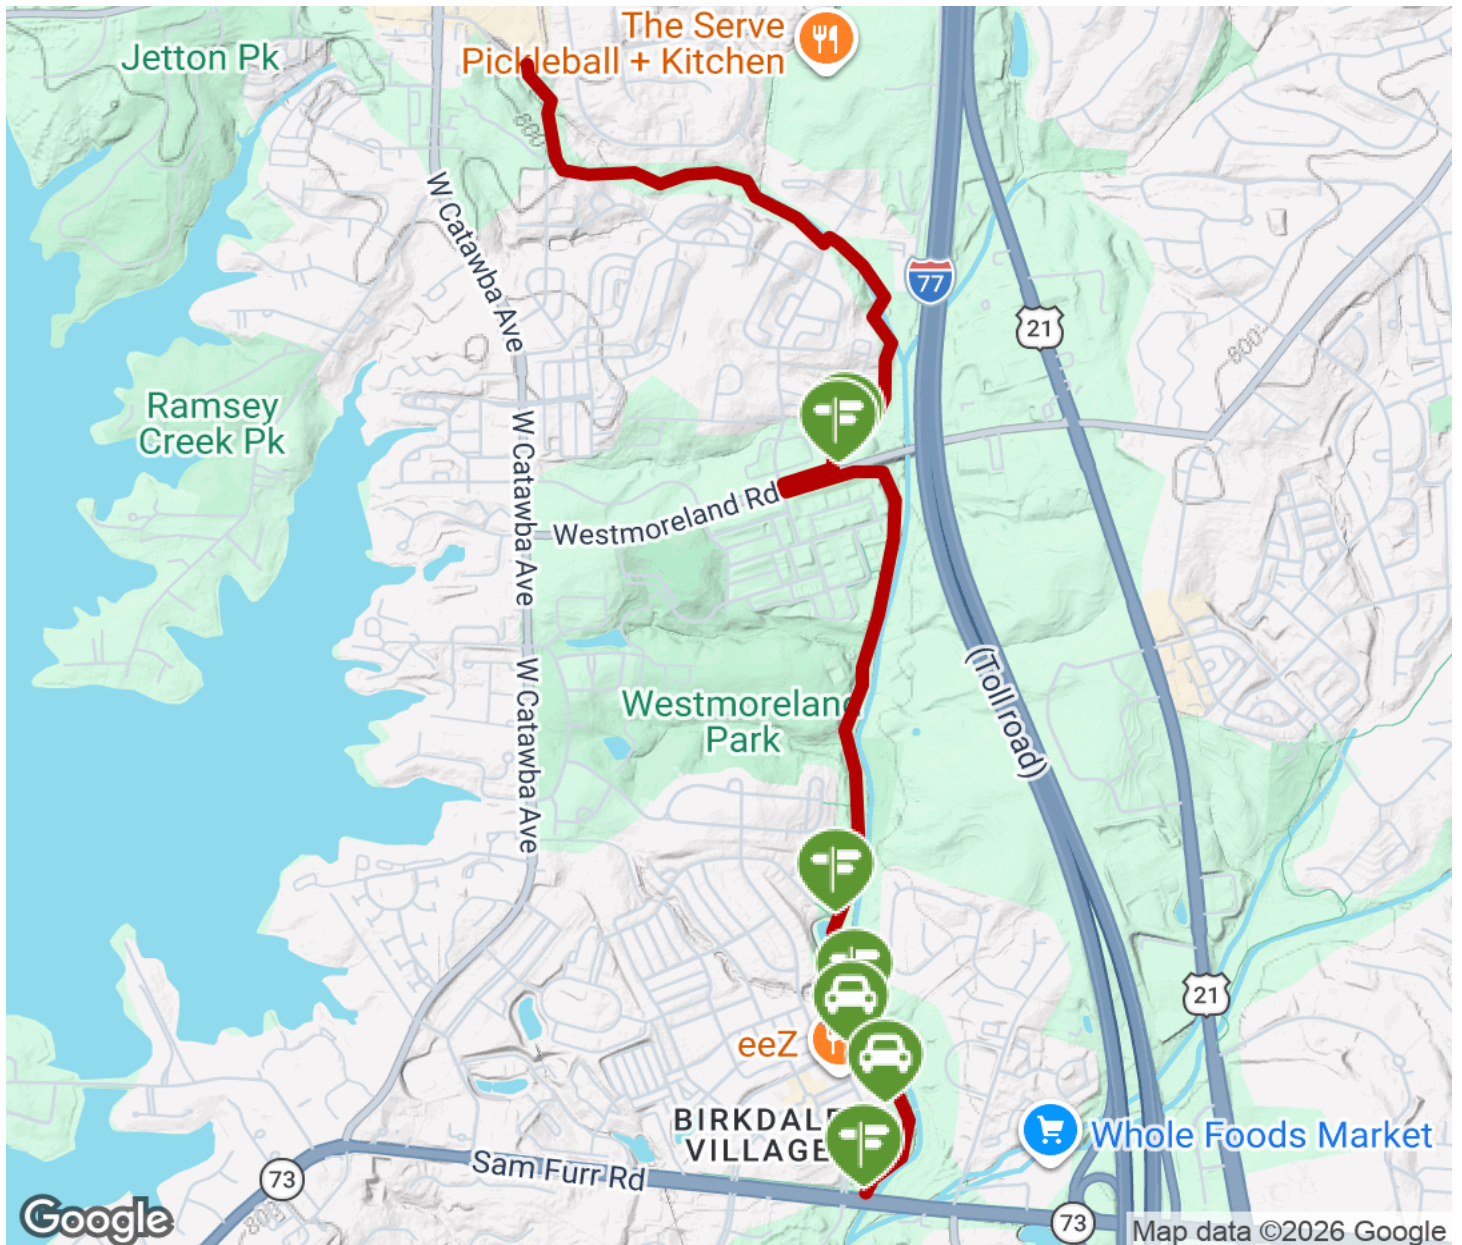 The Serve
Pickleball + Kitchen
Jetton Pk
600
W Catawba Ave
77
21
600
Ramsey
Creek Pk
W Catawba Ave
Westmoreland Rd
(Toll road)
W Catawba Ave
Westmoreland
Park
21
eeZ
BIRKDALE
VILLAGE
Whole Foods Market
Sam Furr Rd
73
73
Google
Map data ©2026 Google